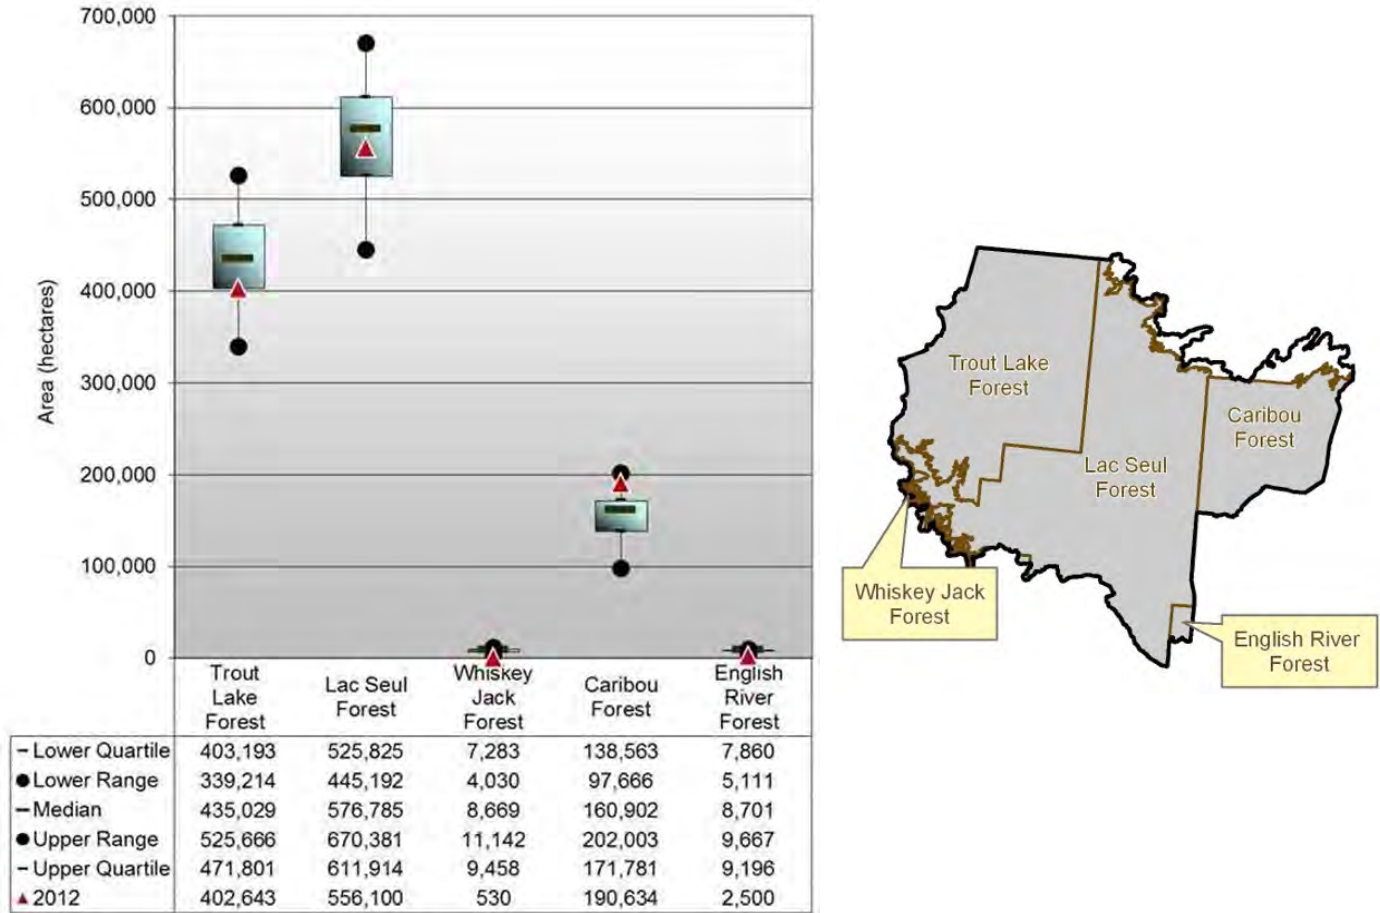 700,000
600,000
500,000
400,000
300,000
200,000
100,000
0
Area (hectares)
Trout
Lake
Forest
Lac Seul
Forest
Whiskey
Jack
Forest
Caribou
Forest
English
River
Forest
Lower Quartile 403,193 525,825 7,283 138,563 7,860
Lower Range 339,214 445,192 4,030 97,666 5,111
Median 435,029 576,785 8,669 160,902 8,701
Upper Range 525,666 670,381 11,142 202,003 9,667
Upper Quartile 471,801 611,914 9,458 171,781 9,196
2012 402,643 556,100 530 190,634 2,500
Trout Lake
Forest
Caribou
Forest
Lac Seul
Forest
Whiskey Jack
Forest
English River
Forest